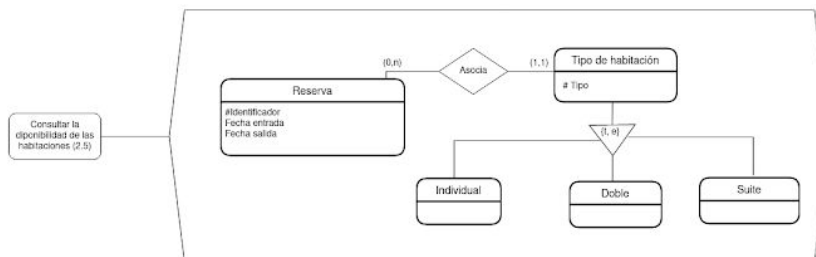 (0,n)
Asocia
(1,1)
Tipo de habitación
# Tipo
Reserva
#Identificador
Fecha entrada
Fecha salida
Consultar la
diponibilidad de las
habitaciones (2.5)
{t, e}
Individual
Doble
Suite